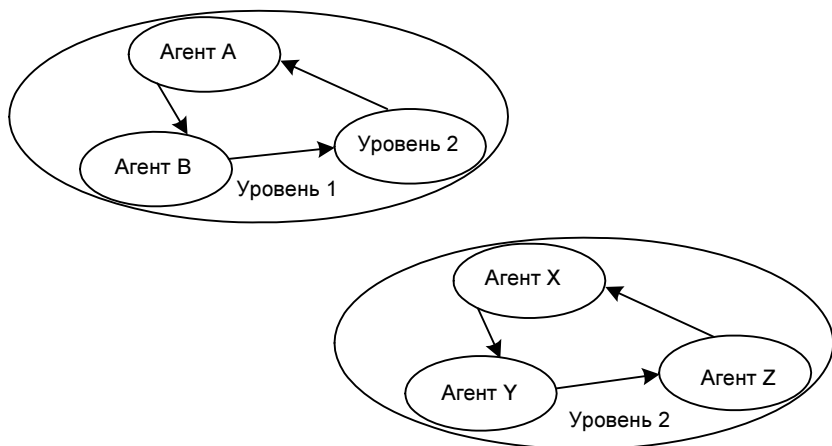 Агент A
Уровень 2
Агент B
Уровень 1
Агент X
Агент Z
Агент Y
Уровень 2